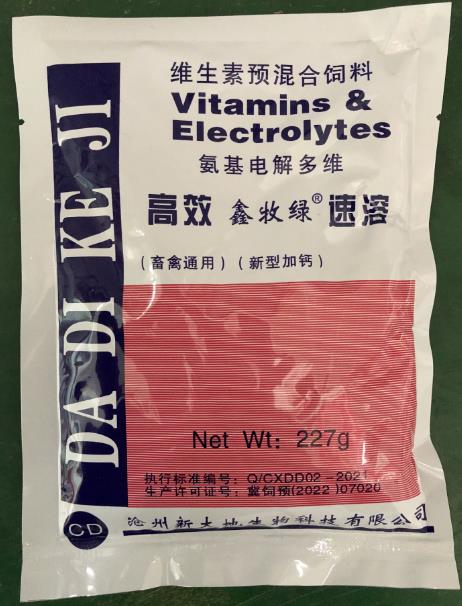 维生素预混合饲料
Vitamins &
Electrolytes
氨基电解多维
高效 鑫牧绿® 速溶
(畜禽通用)(新型加钙)
DA DI KE JI
Net Wt: 227g
执行标准编号: Q/CXDD02-2021
生产许可证号: 冀饲预(2022)07020
CD
沧州新大地生物科技有限公司